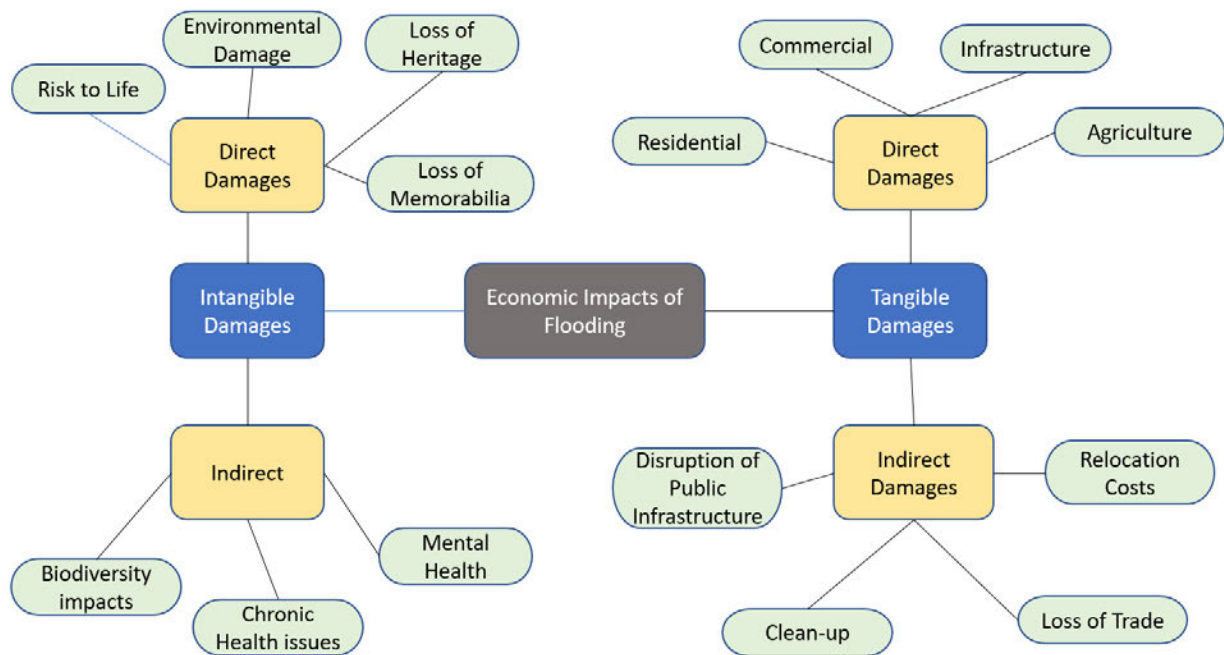 Environmental
Damage
Loss of
Heritage
Risk to Life
Direct
Damages
Loss of
Memorabilia
Commercial
Infrastructure
Residential
Agriculture
Direct
Damages
Intangible
Damages
Economic Impacts of
Flooding
Tangible
Damages
Indirect
Biodiversity
impacts
Chronic
Health issues
Mental
Health
Disruption of
Public
Infrastructure
Indirect
Damages
Relocation
Costs
Clean-up
Loss of Trade